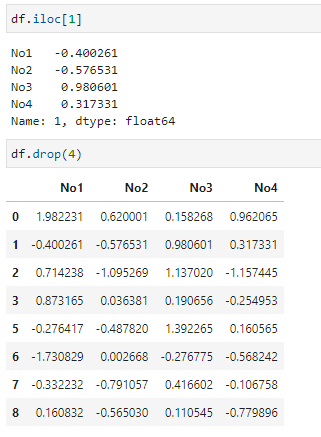 df.iloc[1]
No1 -0.400261
No2 -0.576531
No3 0.980601
No4 0.317331
Name: 1, dtype: float64
df.drop(4)
No1 No2 No3 No4
0 1.982231 0.620001 0.158268 0.962065
1 -0.400261 -0.576531 0.980601 0.317331
2 0.714238 -1.095269 1.137020 -1.157445
3 0.873165 0.036381 0.190656 -0.254953
5 -0.276417 -0.487820 1.392265 0.160565
6 -1.730829 0.002668 -0.276775 -0.568242
7 -0.332232 -0.791057 0.416602 -0.106758
8 0.160832 -0.565030 0.110545 -0.779896